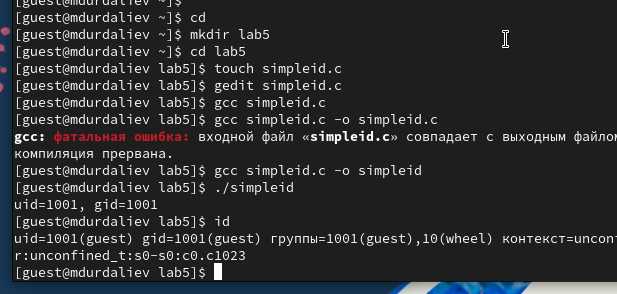 [guest@mdurdaliev ~]$
[guest@mdurdaliev ~]$ cd
[guest@mdurdaliev ~]$ mkdir lab5
[guest@mdurdaliev ~]$ cd lab5
[guest@mdurdaliev lab5]$ touch simpleid.c
[guest@mdurdaliev lab5]$ gedit simpleid.c
[guest@mdurdaliev lab5]$ gcc simpleid.c
[guest@mdurdaliev lab5]$ gcc simpleid.c -o simpleid.c
gcc: фатальная ошибка: входной файл «simpleid.c» совпадает с выходным файлом
компиляция прервана.
[guest@mdurdaliev lab5]$ gcc simpleid.c -o simpleid
[guest@mdurdaliev lab5]$ ./simpleid
uid=1001, gid=1001
[guest@mdurdaliev lab5]$ id
uid=1001(guest) gid=1001(guest) группы=1001(guest),10(wheel) контекст=uncon
r:unconfined_t:s0-s0:c0.c1023
[guest@mdurdaliev lab5]$